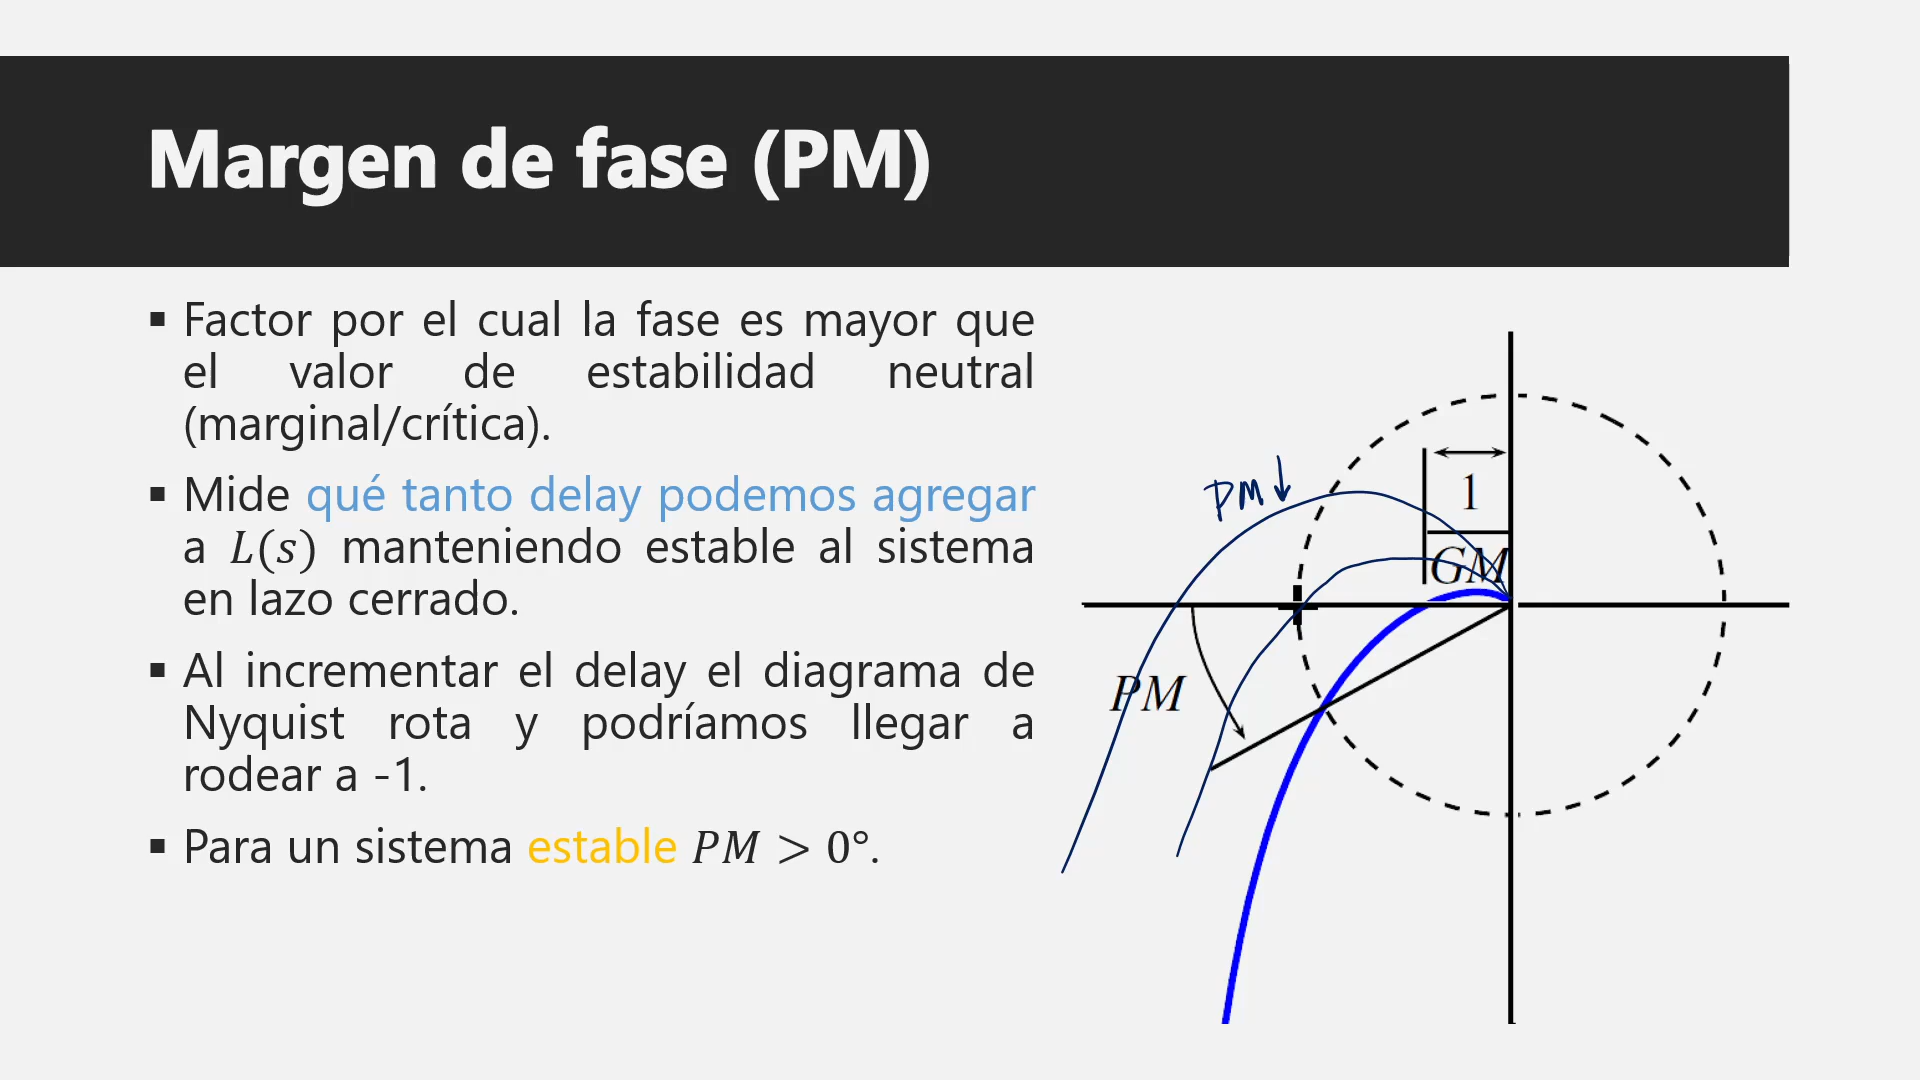 Margen de fase (PM)
▪ Factor por el cual la fase es mayor que
el valor de estabilidad neutral
(marginal/crítica).
▪ Mide qué tanto delay podemos agregar
a L(s) manteniendo estable al sistema
en lazo cerrado.
▪ Al incrementar el delay el diagrama de
Nyquist rota y podríamos llegar a
rodear a -1.
▪ Para un sistema estable PM > 0°.
PM↓
1
GM
PM